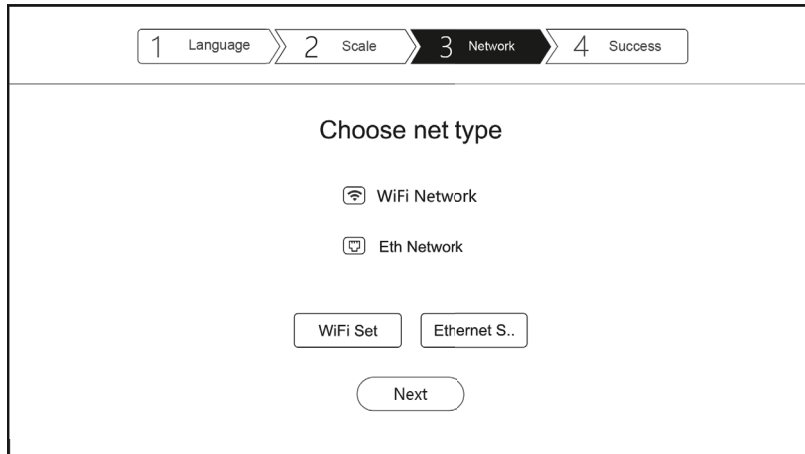 1 Language 2 Scale 3 Network 4 Success
Choose net type
WiFi Network
Eth Network
WiFi Set Ethernet S..
Next